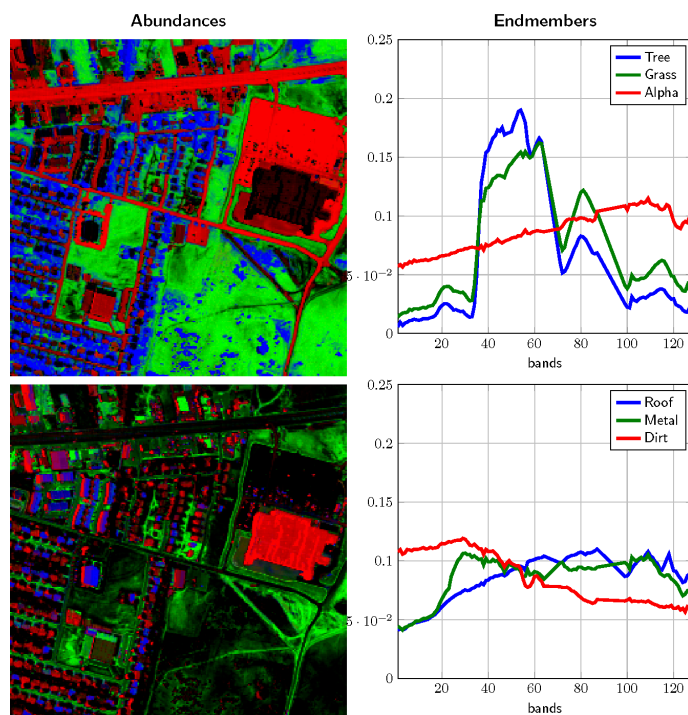 Abundances
Endmembers
0.25
0.2
0.15
0.1
5 · 10⁻²
0
20 40 60 80 100 120
bands
Tree
Grass
Alpha
0.25
0.2
0.15
0.1
5 · 10⁻²
0
20 40 60 80 100 120
bands
Roof
Metal
Dirt